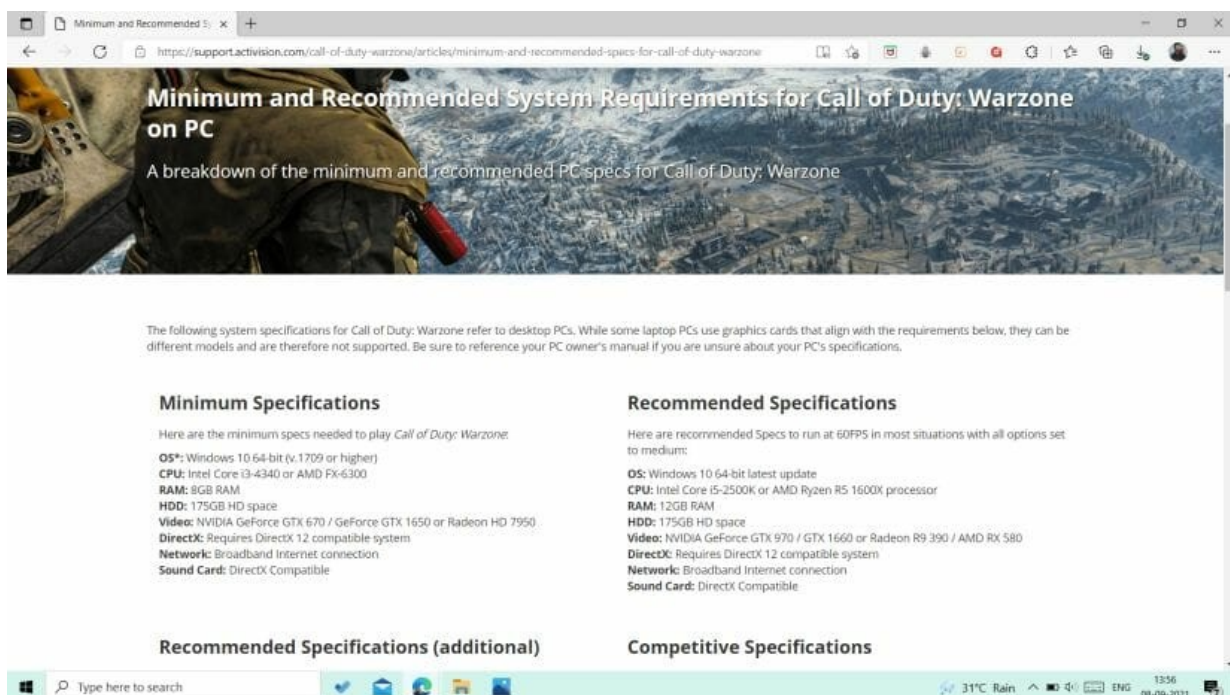 Minimum and Recommended Sy
https://support.activision.com/call-of-duty-warzone/articles/minimum-and-recommended-specs-for-call-of-duty-warzone
Minimum and Recommended System Requirements for Call of Duty: Warzone
on PC
A breakdown of the minimum and recommended PC specs for Call of Duty: Warzone
The following system specifications for Call of Duty: Warzone refer to desktop PCs. While some laptop PCs use graphics cards that align with the requirements below, they can be
different models and are therefore not supported. Be sure to reference your PC owner's manual if you are unsure about your PC's specifications.
Minimum Specifications
Here are the minimum specs needed to play Call of Duty: Warzone:
OS*: Windows 10 64-bit (v.1709 or higher)
CPU: Intel Core i3-4340 or AMD FX-6300
RAM: 8GB RAM
HDD: 175GB HD space
Video: NVIDIA GeForce GTX 670 / GeForce GTX 1650 or Radeon HD 7950
DirectX: Requires DirectX 12 compatible system
Network: Broadband Internet connection
Sound Card: DirectX Compatible
Recommended Specifications
Here are recommended Specs to run at 60FPS in most situations with all options set
to medium:
OS: Windows 10 64-bit latest update
CPU: Intel Core i5-2500K or AMD Ryzen R5 1600X processor
RAM: 12GB RAM
HDD: 175GB HD space
Video: NVIDIA GeForce GTX 970 / GTX 1660 or Radeon R9 390 / AMD RX 580
DirectX: Requires DirectX 12 compatible system
Network: Broadband Internet connection
Sound Card: DirectX Compatible
Recommended Specifications (additional)
Competitive Specifications
Type here to search
31°C Rain
ENG
13:56
09-09-2021